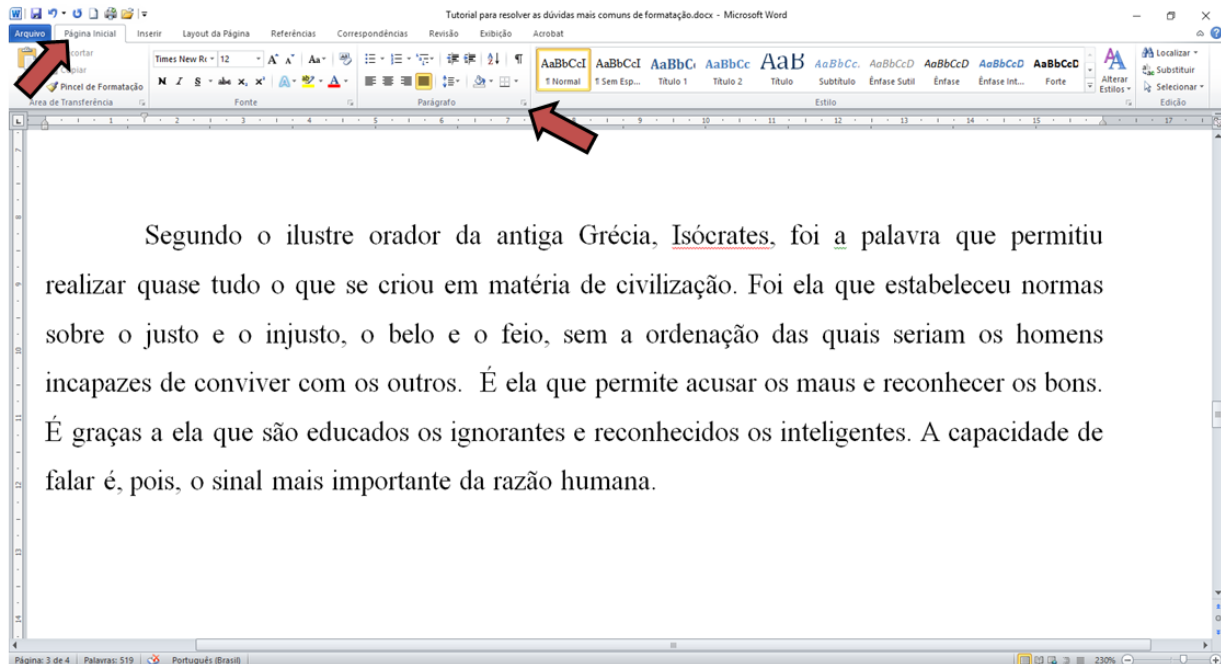 Tutorial para resolver as dúvidas mais comuns de formatação.docx - Microsoft Word
Arquivo Página Inicial Inserir Layout da Página Referências Correspondências Revisão Exibição Acrobat
Times New Rc 12
Pincel de Formatação
N I S abc x, x'
AaBbCcI AaBbCcI AaBbC AaBbCc AaB AaBbCc. AaBbCcD AaBbCcD AaBbCcD AaBbCcD
¶ Normal ¶ Sem Esp... Título 1 Título 2 Título Subtítulo Ênfase Sutil Ênfase Ênfase Int... Forte
Alterar Estilos
Localizar
Substituir
Selecionar
Área de Transferência Fonte Parágrafo Estilo Edição
Segundo o ilustre orador da antiga Grécia, Isócrates, foi a palavra que permitiu
realizar quase tudo o que se criou em matéria de civilização. Foi ela que estabeleceu normas
sobre o justo e o injusto, o belo e o feio, sem a ordenação das quais seriam os homens
incapazes de conviver com os outros.  É ela que permite acusar os maus e reconhecer os bons.
É graças a ela que são educados os ignorantes e reconhecidos os inteligentes. A capacidade de
falar é, pois, o sinal mais importante da razão humana.
Página: 3 de 4 Palavras: 519 Português (Brasil) 230%